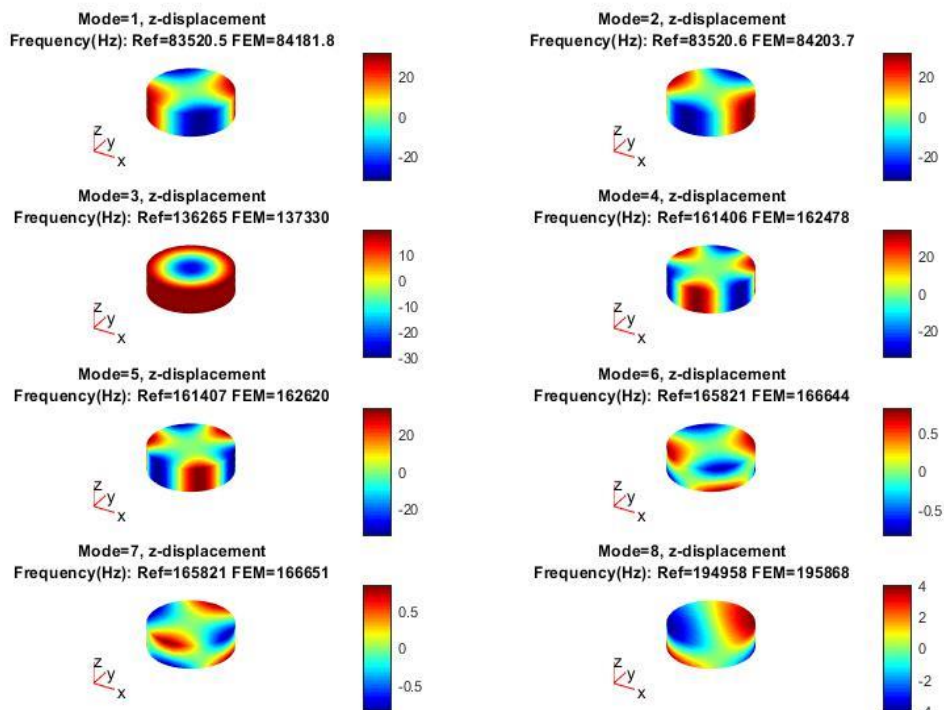 Mode=1, z-displacement
Frequency(Hz): Ref=83520.5 FEM=84181.8
20
0
-20
z
y
x
Mode=2, z-displacement
Frequency(Hz): Ref=83520.6 FEM=84203.7
20
0
-20
z
y
x
Mode=3, z-displacement
Frequency(Hz): Ref=136265 FEM=137330
10
0
-10
-20
-30
z
y
x
Mode=4, z-displacement
Frequency(Hz): Ref=161406 FEM=162478
20
0
-20
z
y
x
Mode=5, z-displacement
Frequency(Hz): Ref=161407 FEM=162620
20
0
-20
z
y
x
Mode=6, z-displacement
Frequency(Hz): Ref=165821 FEM=166644
0.5
0
-0.5
z
y
x
Mode=7, z-displacement
Frequency(Hz): Ref=165821 FEM=166651
0.5
0
-0.5
z
y
x
Mode=8, z-displacement
Frequency(Hz): Ref=194958 FEM=195868
4
2
0
-2
-4
z
y
x